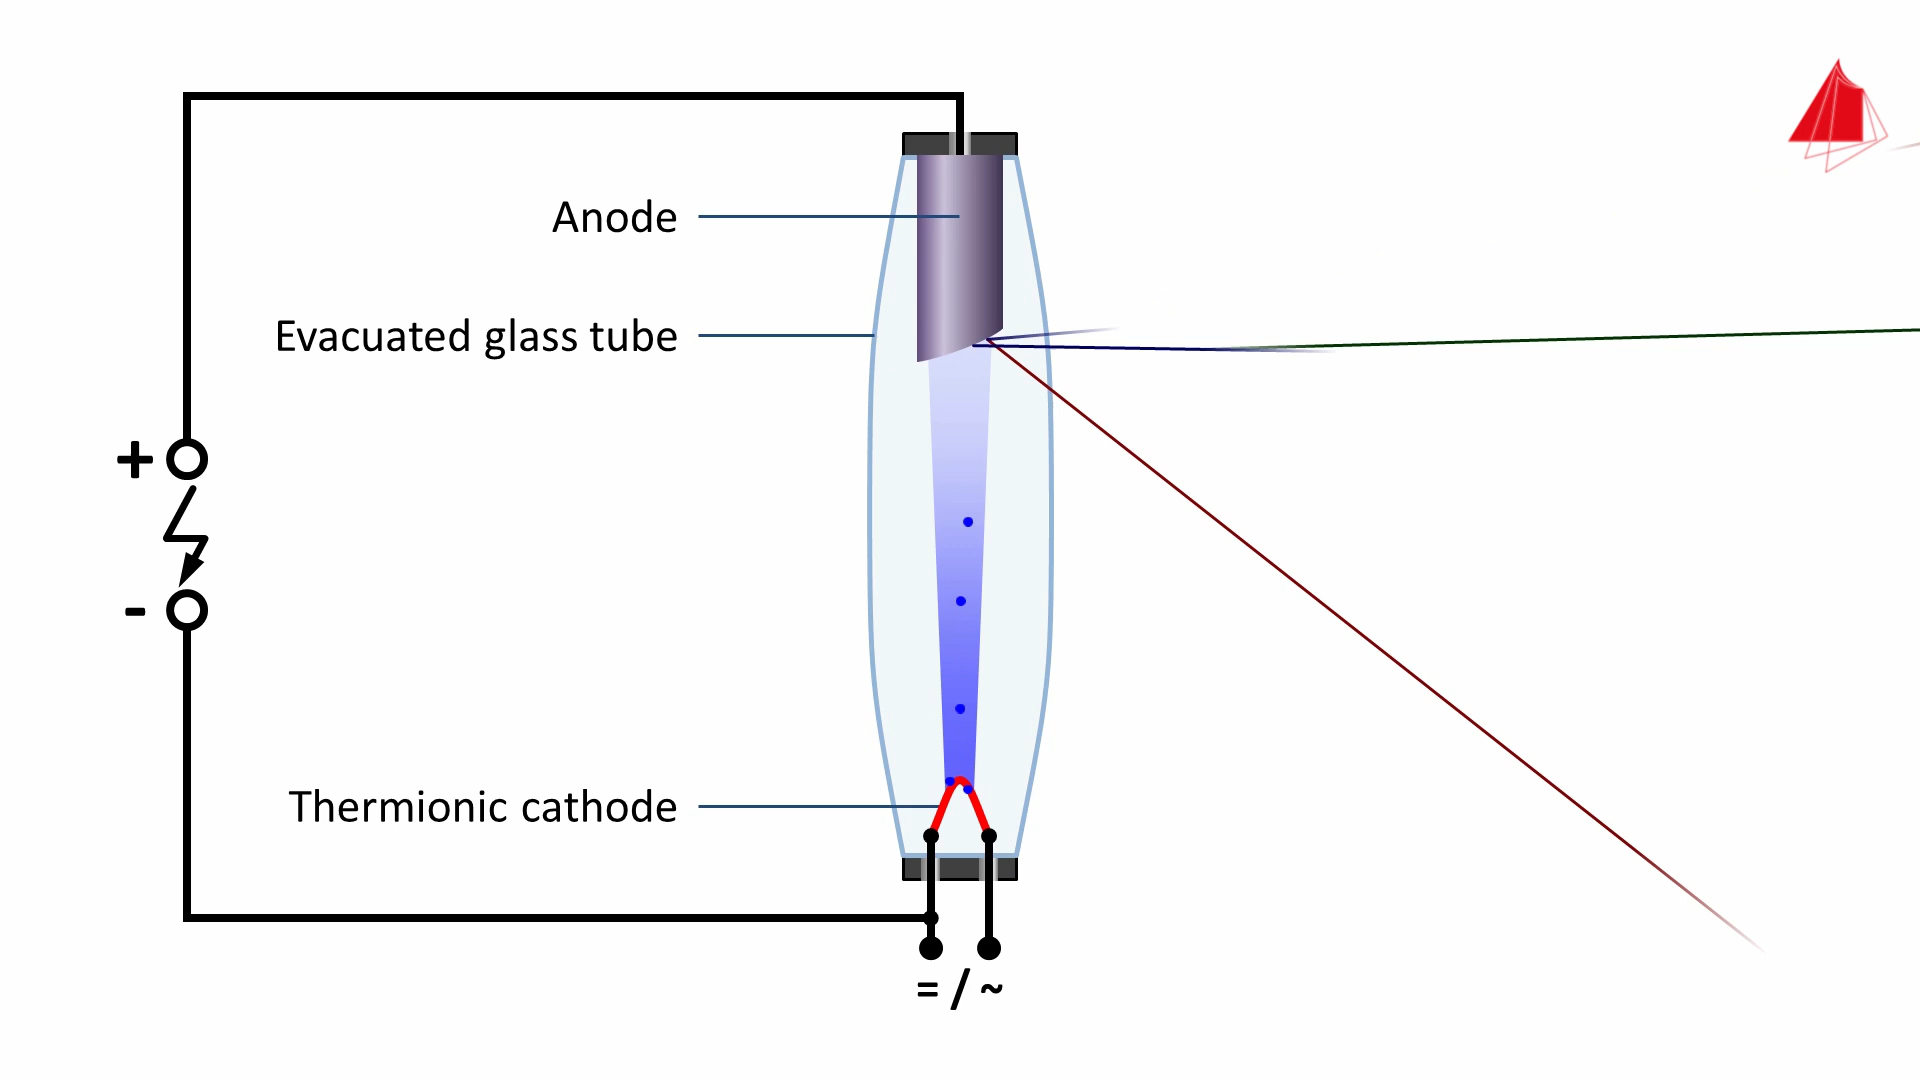 Anode
Evacuated glass tube
+
-
Thermionic cathode
= / ~